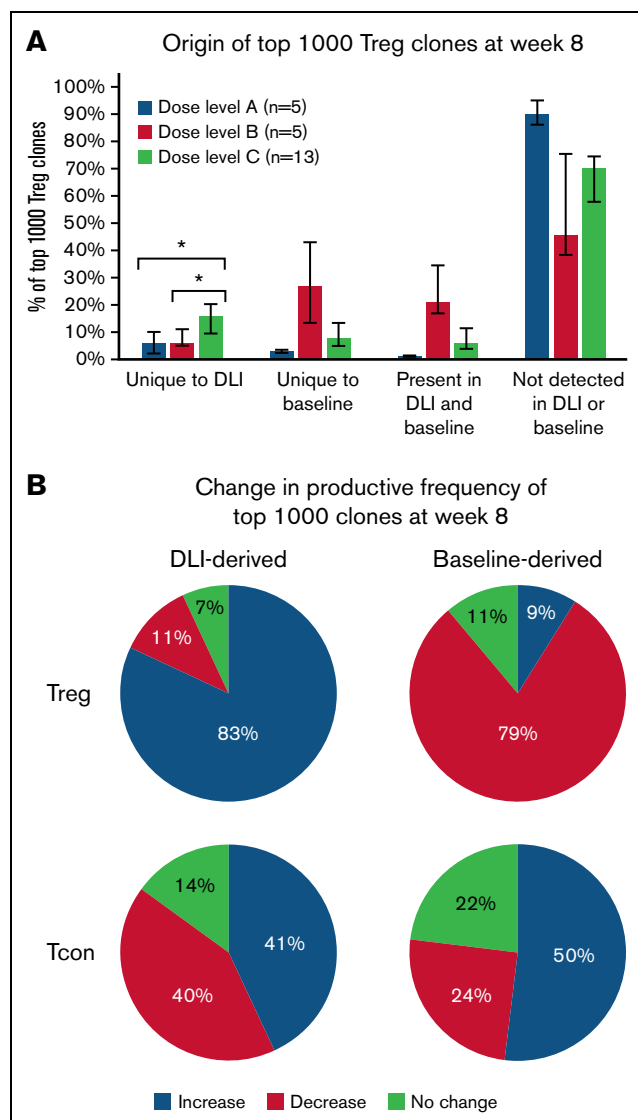 A
Origin of top 1000 Treg clones at week 8
% of top 1000 Treg clones
100%
90%
80%
70%
60%
50%
40%
30%
20%
10%
0%
Dose level A (n=5)
Dose level B (n=5)
Dose level C (n=13)
*
*
Unique to DLI
Unique to
baseline
Present in
DLI and
baseline
Not detected
in DLI or
baseline
B
Change in productive frequency of
top 1000 clones at week 8
DLI-derived
Baseline-derived
Treg
7%
11%
83%
11%
9%
79%
Tcon
14%
41%
40%
22%
50%
24%
Increase
Decrease
No change